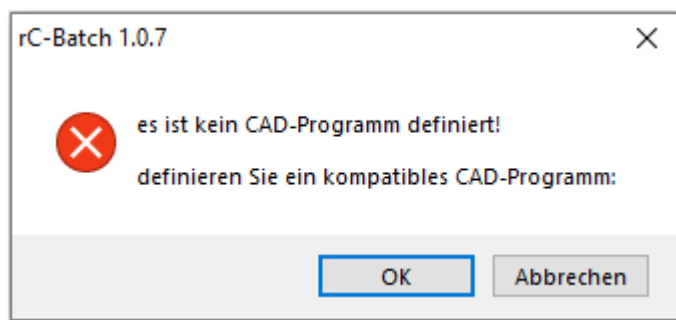 rC-Batch 1.0.7
es ist kein CAD-Programm definiert!
definieren Sie ein kompatibles CAD-Programm:
OK
Abbrechen